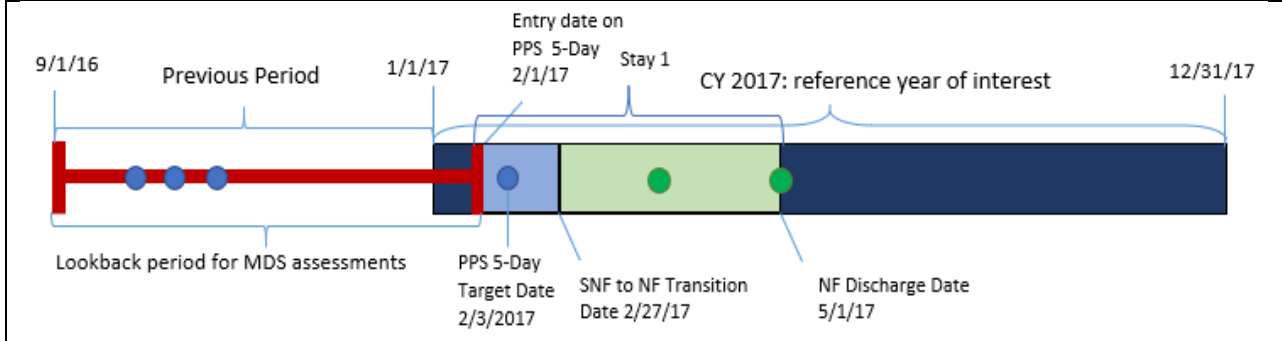 9/1/16
Previous Period
1/1/17
Entry date on
PPS 5-Day
2/1/17
Stay 1
CY 2017: reference year of interest
12/31/17
Lookback period for MDS assessments
PPS 5-Day
Target Date
2/3/2017
SNF to NF Transition
Date 2/27/17
NF Discharge Date
5/1/17